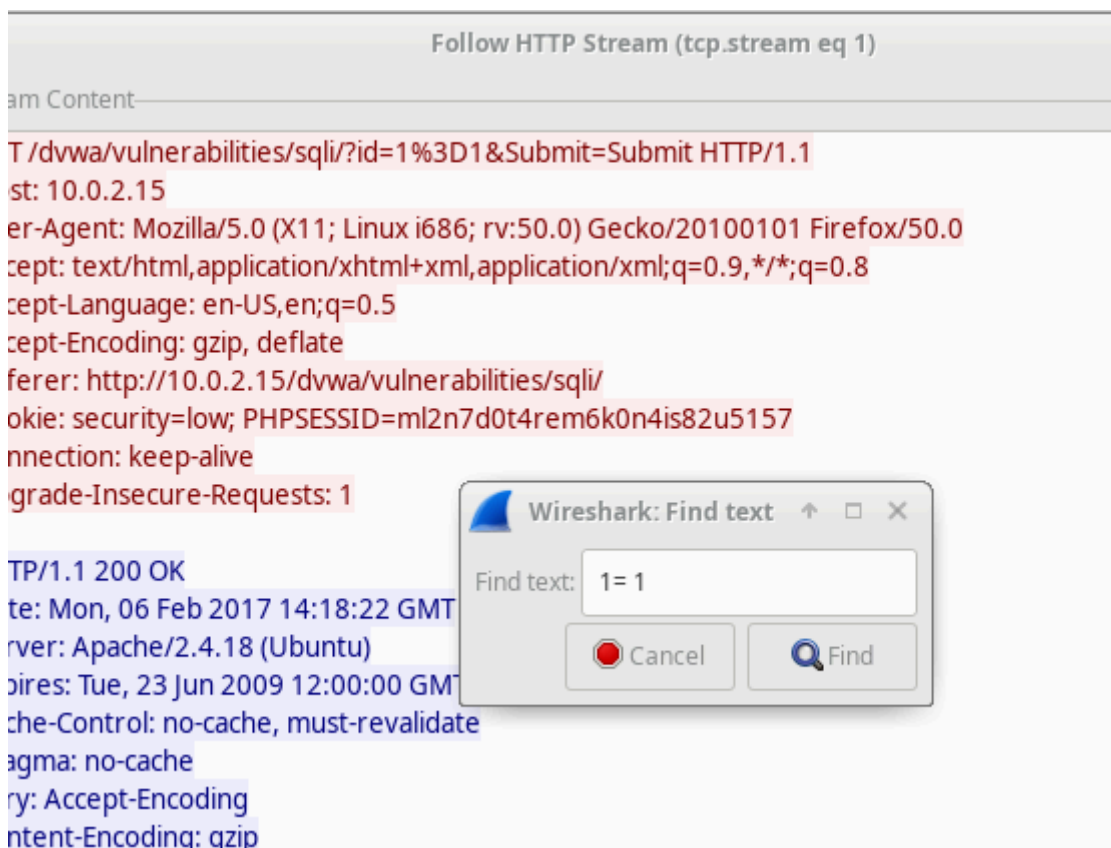 Follow HTTP Stream (tcp.stream eq 1)
am Content
T /dvwa/vulnerabilities/sqli/?id=1%3D1&Submit=Submit HTTP/1.1
st: 10.0.2.15
er-Agent: Mozilla/5.0 (X11; Linux i686; rv:50.0) Gecko/20100101 Firefox/50.0
cept: text/html,application/xhtml+xml,application/xml;q=0.9,*/*;q=0.8
cept-Language: en-US,en;q=0.5
cept-Encoding: gzip, deflate
ferer: http://10.0.2.15/dvwa/vulnerabilities/sqli/
okie: security=low; PHPSESSID=ml2n7d0t4rem6k0n4is82u5157
nnection: keep-alive
grade-Insecure-Requests: 1
TP/1.1 200 OK
te: Mon, 06 Feb 2017 14:18:22 GMT
rver: Apache/2.4.18 (Ubuntu)
pires: Tue, 23 Jun 2009 12:00:00 GMT
che-Control: no-cache, must-revalidate
agma: no-cache
ry: Accept-Encoding
ntent-Encoding: gzip
Wireshark: Find text
Find text: 1= 1
Cancel Find